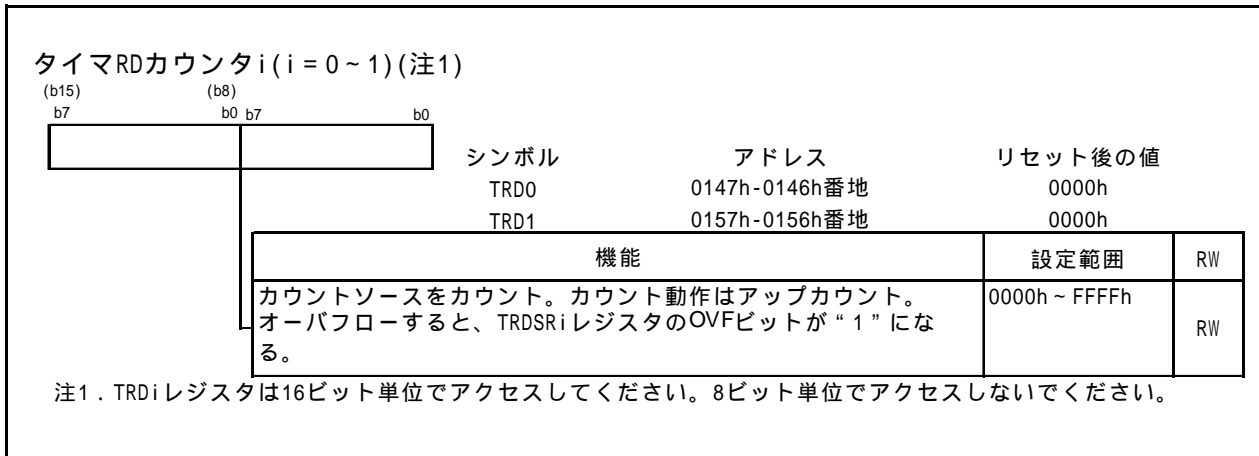 タイマRDカウンタi(i=0~1)(注1)
(b15) (b8)
b7 b0 b7 b0
シンボル アドレス リセット後の値
TRD0 0147h-0146h番地 0000h
TRD1 0157h-0156h番地 0000h
機能 設定範囲 RW
カウントソースをカウント。カウント動作はアップカウント。 0000h~FFFFh
オーバフローすると、TRDSRiレジスタのOVFビットが“1”にな RW
る。
注1．TRDiレジスタは16ビット単位でアクセスしてください。8ビット単位でアクセスしないでください。